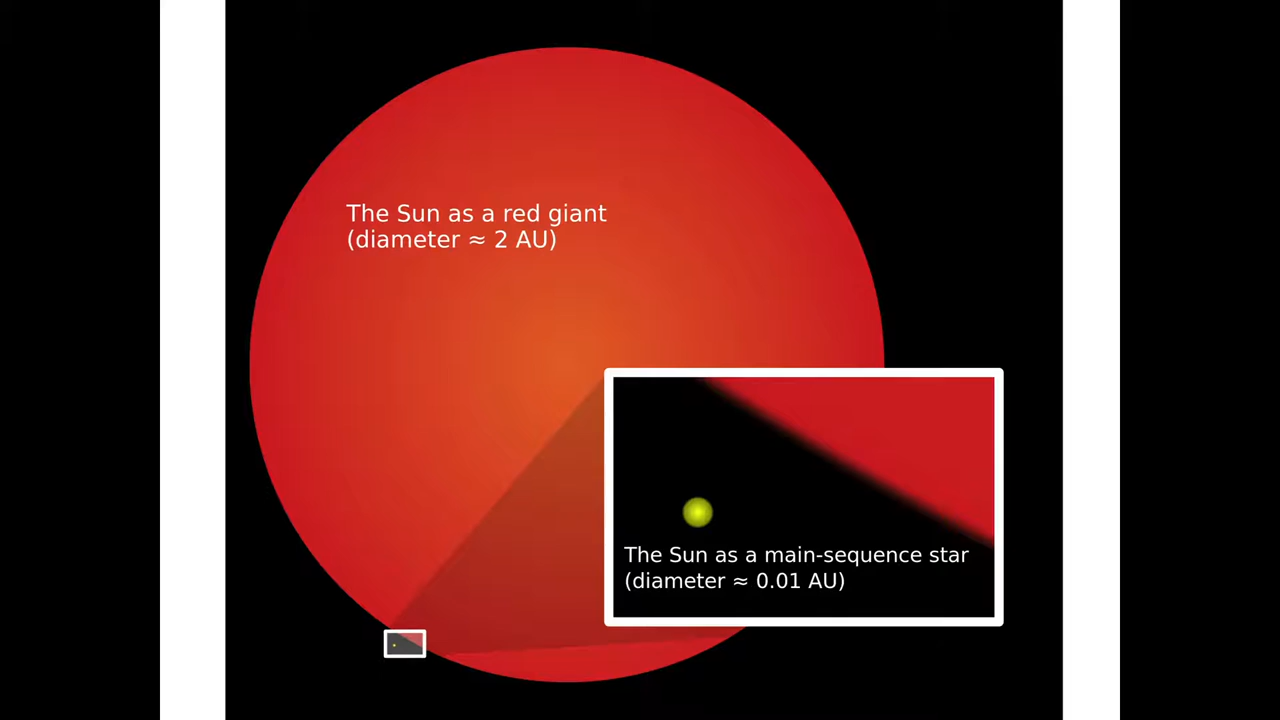 The Sun as a red giant
(diameter ≈ 2 AU)
The Sun as a main-sequence star
(diameter ≈ 0.01 AU)